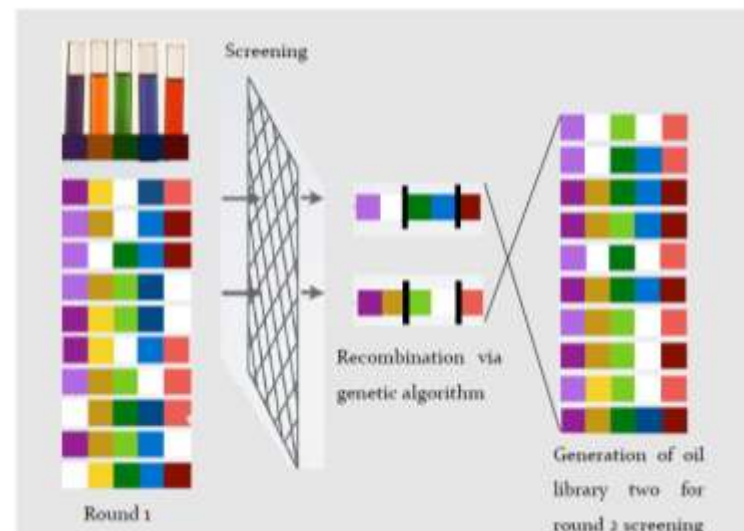 Screening
Recombination via
genetic algorithm
Round 1
Generation of oil
library two for
round 2 screening